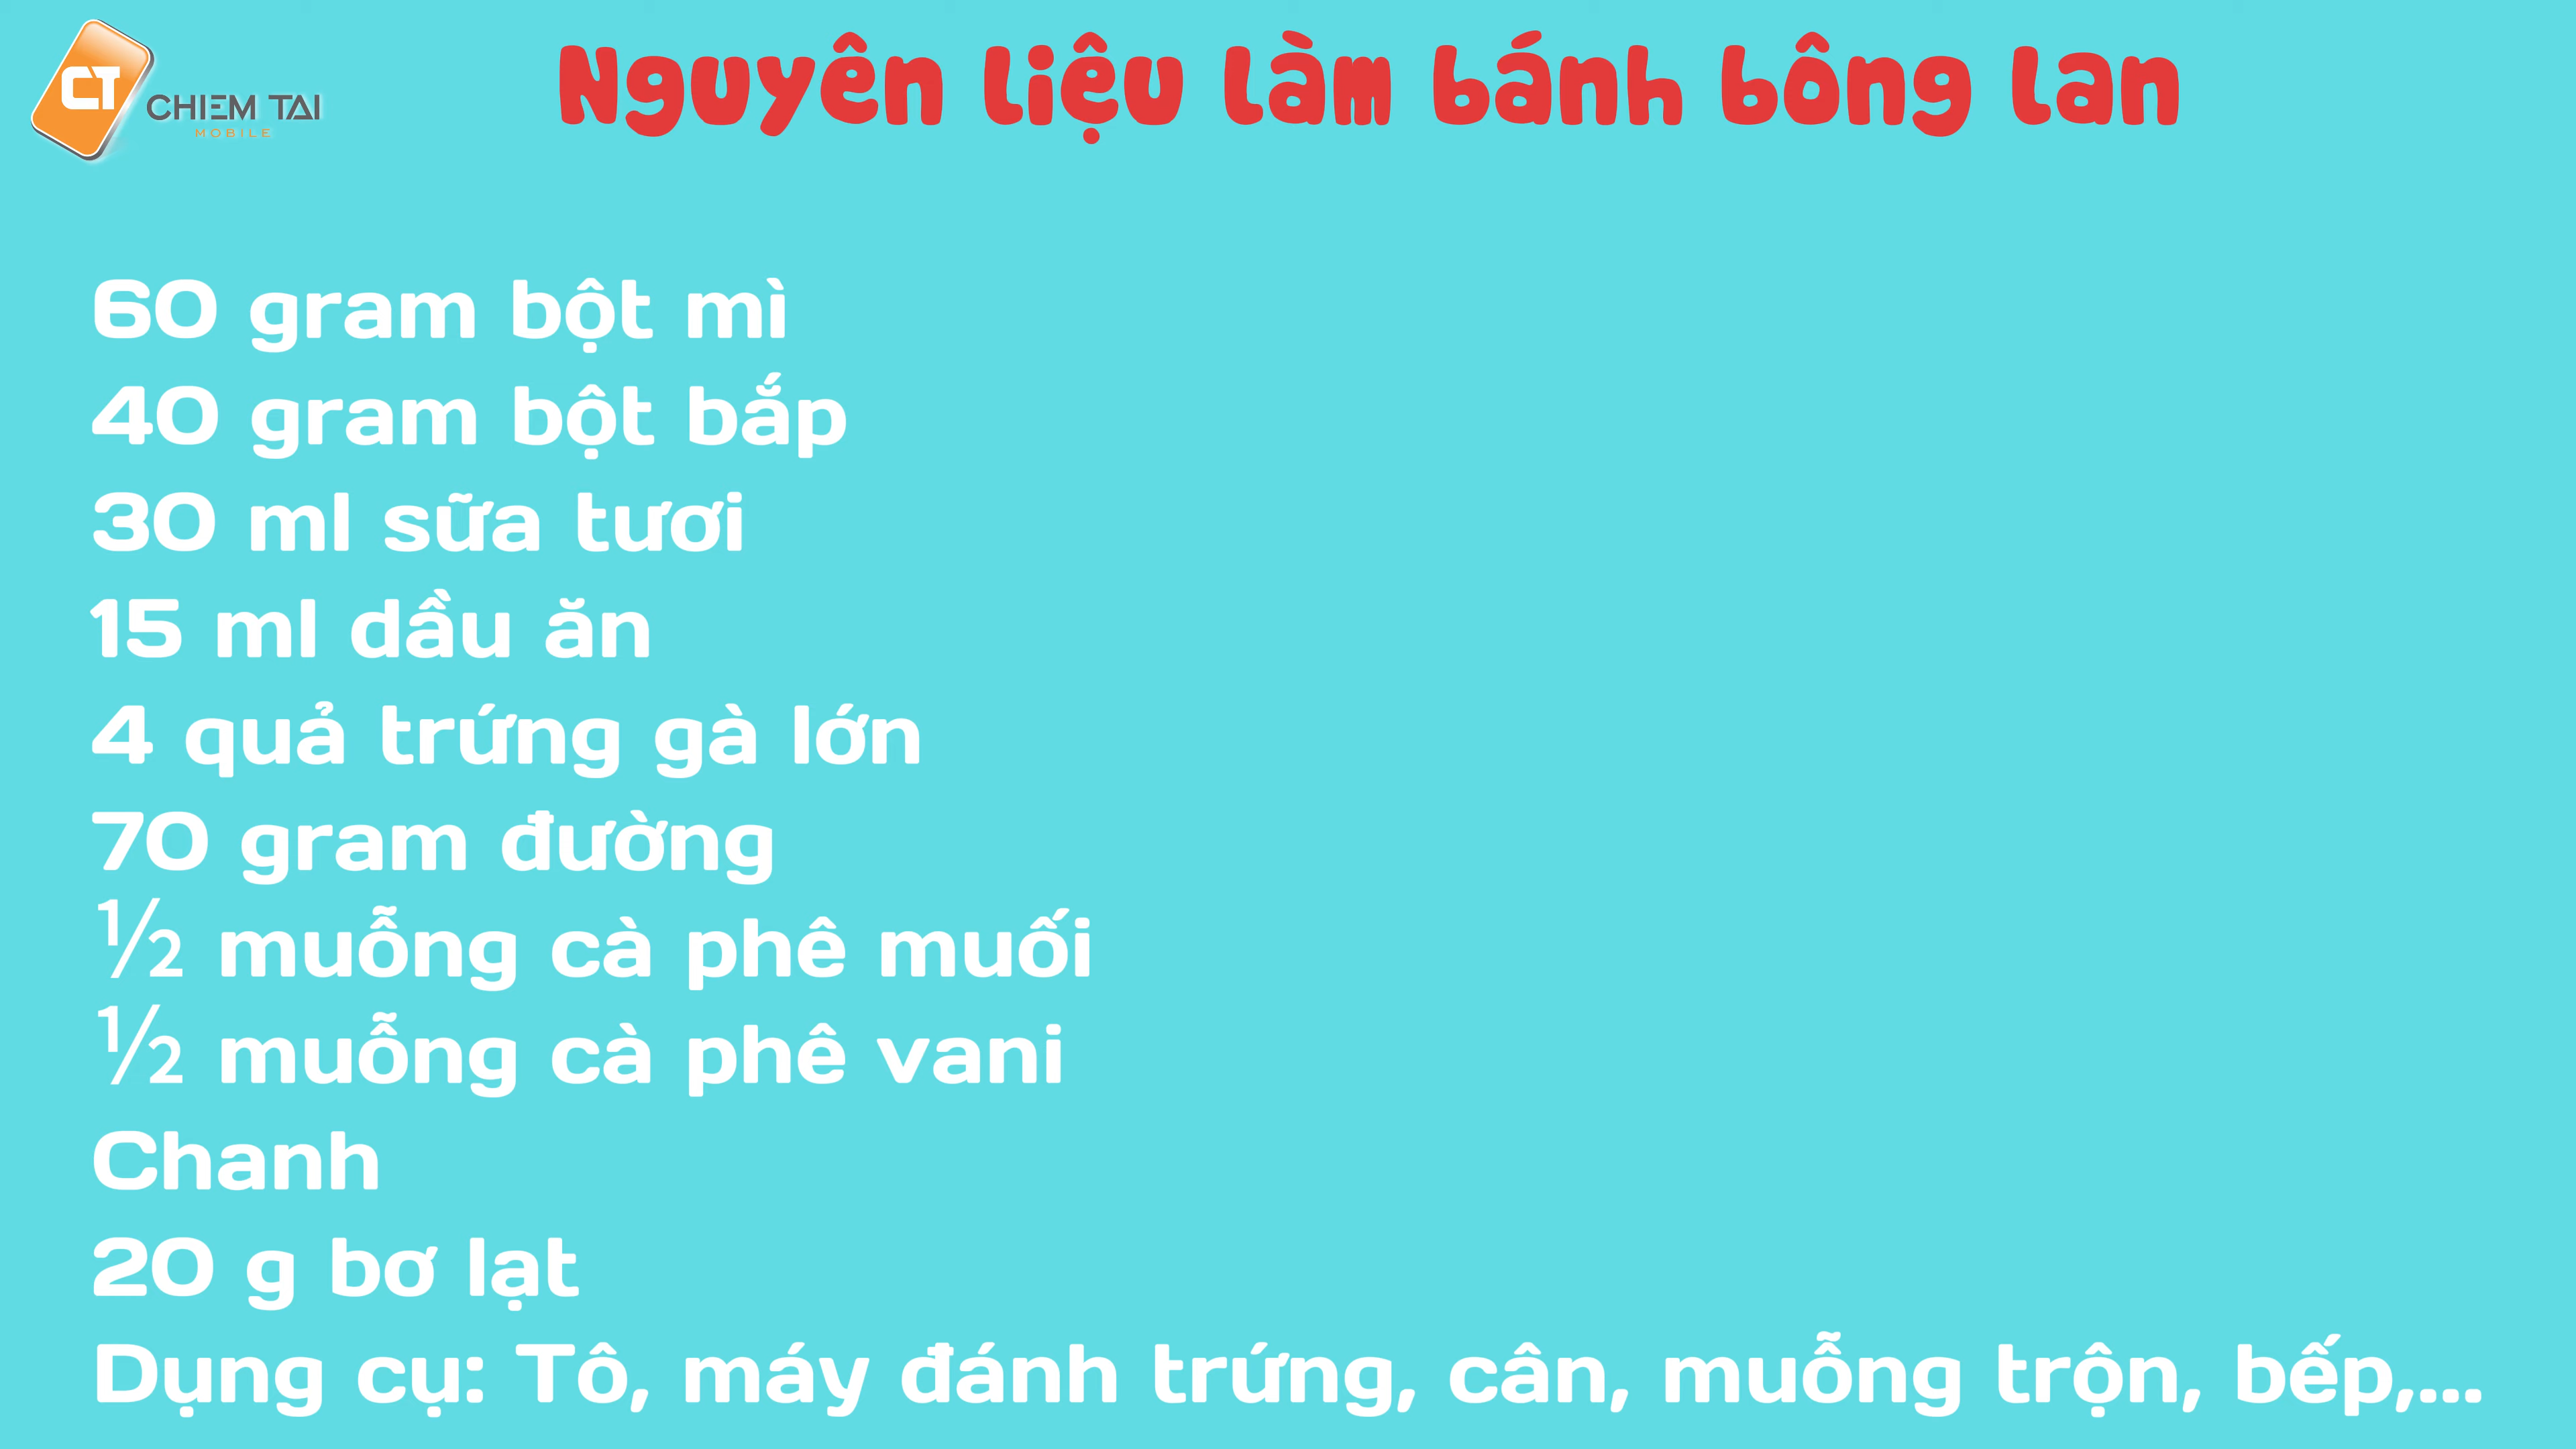 CT
CHIEM TAI
MOBILE
Nguyên liệu làm bánh bông lan
60 gram bột mì
40 gram bột bắp
30 ml sữa tươi
15 ml dầu ăn
4 quả trứng gà lớn
70 gram đường
½ muỗng cà phê muối
½ muỗng cà phê vani
Chanh
20 g bơ lạt
Dụng cụ: Tô, máy đánh trứng, cân, muỗng trộn, bếp,...